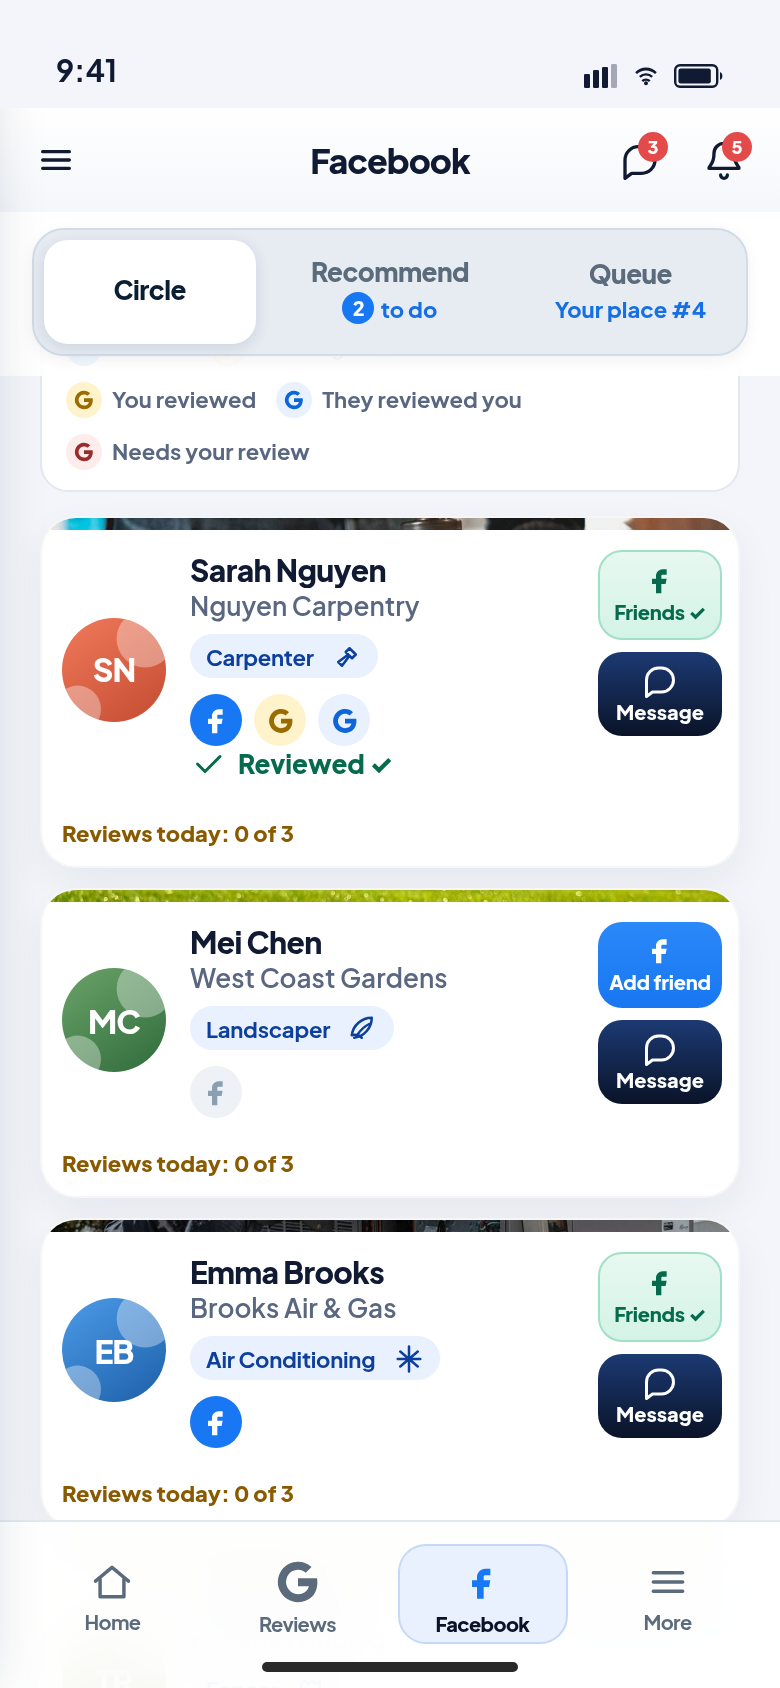 9:41
Facebook
3
5
Circle
Recommend
2 to do
Queue
Your place #4
You reviewed
They reviewed you
Needs your review
SN
Sarah Nguyen
Nguyen Carpentry
Carpenter
Reviewed ✓
Friends ✓
Message
Reviews today: 0 of 3
MC
Mei Chen
West Coast Gardens
Landscaper
Add friend
Message
Reviews today: 0 of 3
EB
Emma Brooks
Brooks Air & Gas
Air Conditioning
Friends ✓
Message
Reviews today: 0 of 3
Home
Reviews
Facebook
More